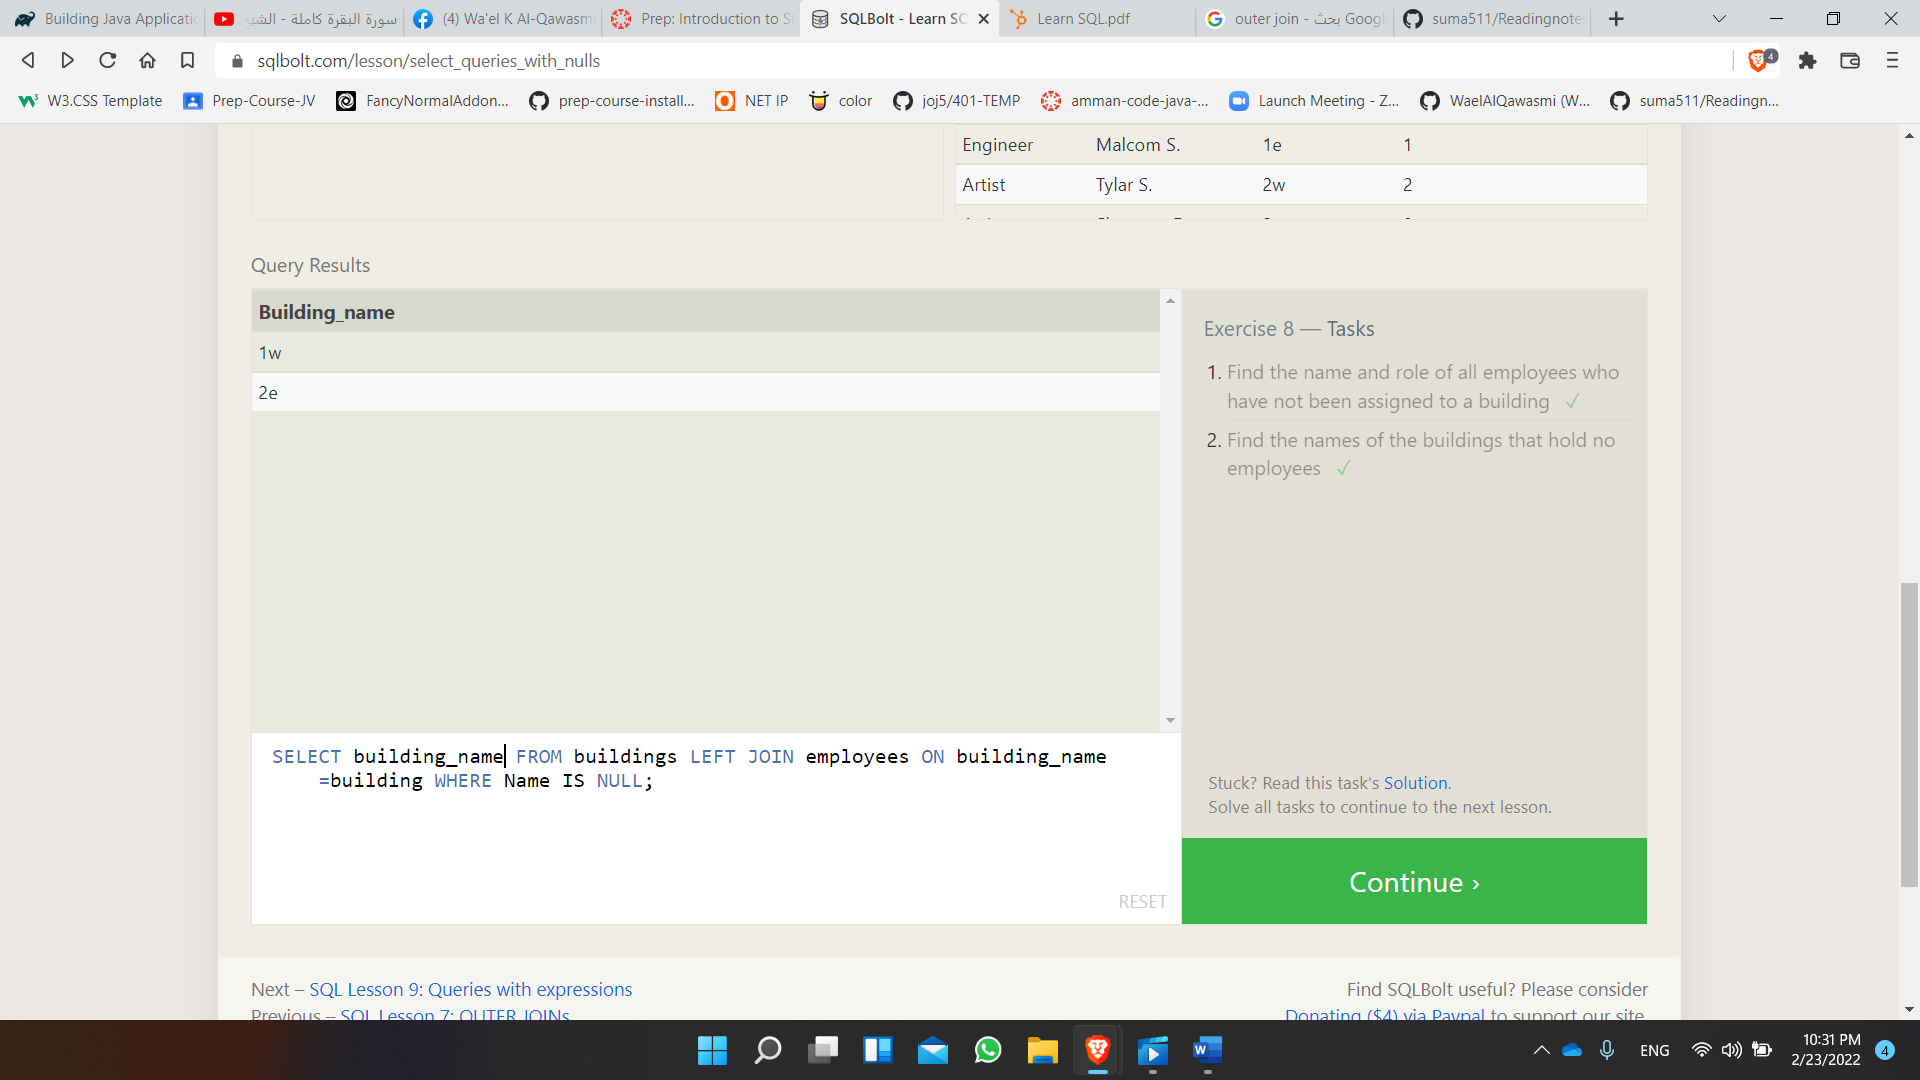 Building Java Applicatio
سورة البقرة كاملة - الشيخ
(4) Wa'el K Al-Qawasm
Prep: Introduction to S
SQLBolt - Learn SQ
Learn SQL.pdf
outer join - بحث Google
suma511/Readingnote
sqlbolt.com/lesson/select_queries_with_nulls
4
W3.CSS Template
Prep-Course-JV
FancyNormalAddon...
prep-course-install...
NET IP
color
joj5/401-TEMP
amman-code-java-...
Launch Meeting - Z...
WaelAlQawasmi (W...
suma511/Readingn...
Engineer Malcom S. 1e 1
Artist Tylar S. 2w 2
Query Results
Building_name
1w
2e
Exercise 8 — Tasks
1. Find the name and role of all employees who
have not been assigned to a building ✓
2. Find the names of the buildings that hold no
employees ✓
SELECT building_name FROM buildings LEFT JOIN employees ON building_name
=building WHERE Name IS NULL;
RESET
Stuck? Read this task's Solution.
Solve all tasks to continue to the next lesson.
Continue ›
Next – SQL Lesson 9: Queries with expressions
Previous – SQL Lesson 7: OUTER JOINs
Find SQLBolt useful? Please consider
Donating ($4) via Paypal to support our site.
ENG
10:31 PM
2/23/2022
4